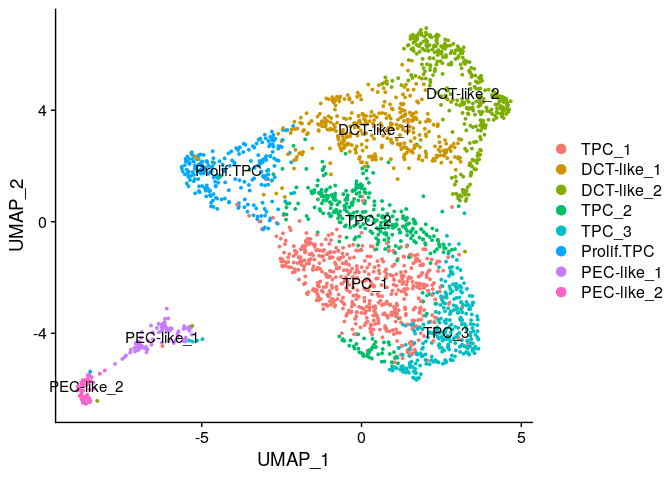 DCT-like_2
DCT-like_1
Prolif.TPC
TPC_2
TPC_1
TPC_3
PEC-like_1
PEC-like_2
4
0
-4
UMAP_2
-5
0
5
UMAP_1
TPC_1
DCT-like_1
DCT-like_2
TPC_2
TPC_3
Prolif.TPC
PEC-like_1
PEC-like_2